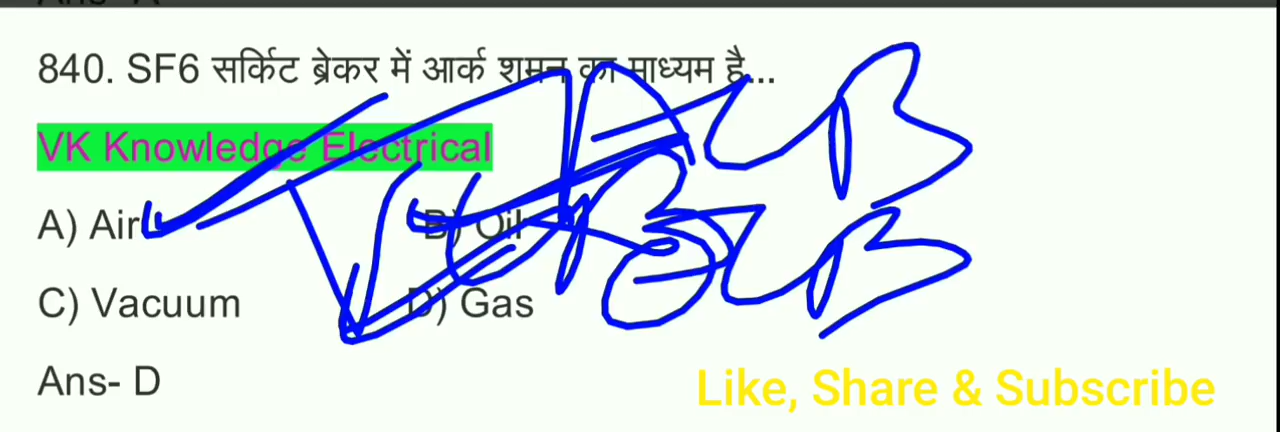 840. SF6 सर्किट ब्रेकर में आर्क शमन का माध्यम है...
VK Knowledge Electrical
A) Air B) Oil
C) Vacuum D) Gas
Ans- D
Like, Share & Subscribe